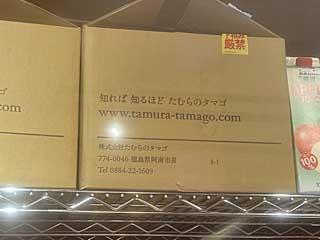 厳禁
知れば 知るほど たむらのタマゴ
www.tamura-tamago.com
com
株式会社たむらのタマゴ
774-0046 徳島県阿南市長
Tel 0884-22-1609
100%